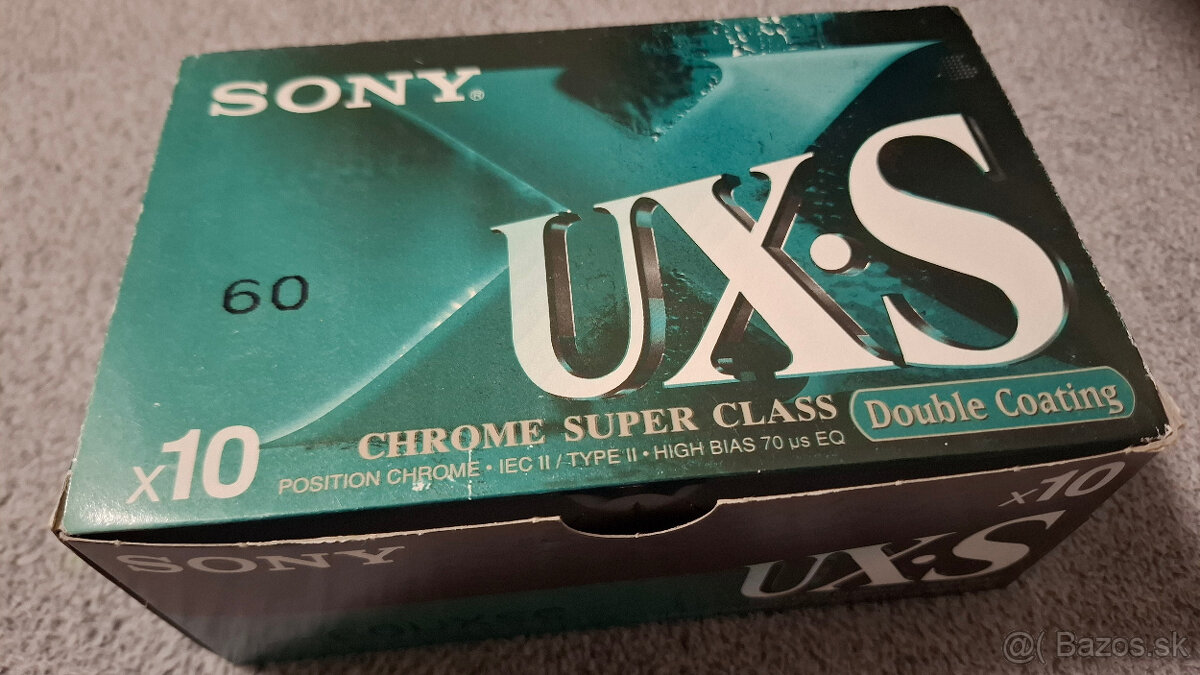 SONY®
UX·S
60
CHROME SUPER CLASS Double Coating
x10 POSITION CHROME · IEC II / TYPE II · HIGH BIAS 70 µs EQ
x10
SONY UX·S
@( Bazos.sk